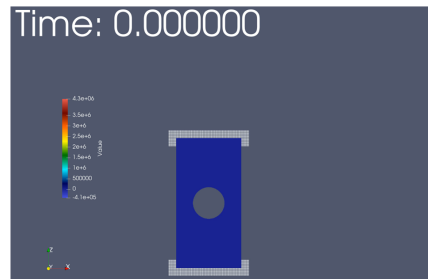 Time: 0.000000
4.3e+06
3.5e+6
3e+6
2.5e+6
2e+6
1.5e+6
1e+6
500000
0
-4.1e+05
Value
Z
Y
X